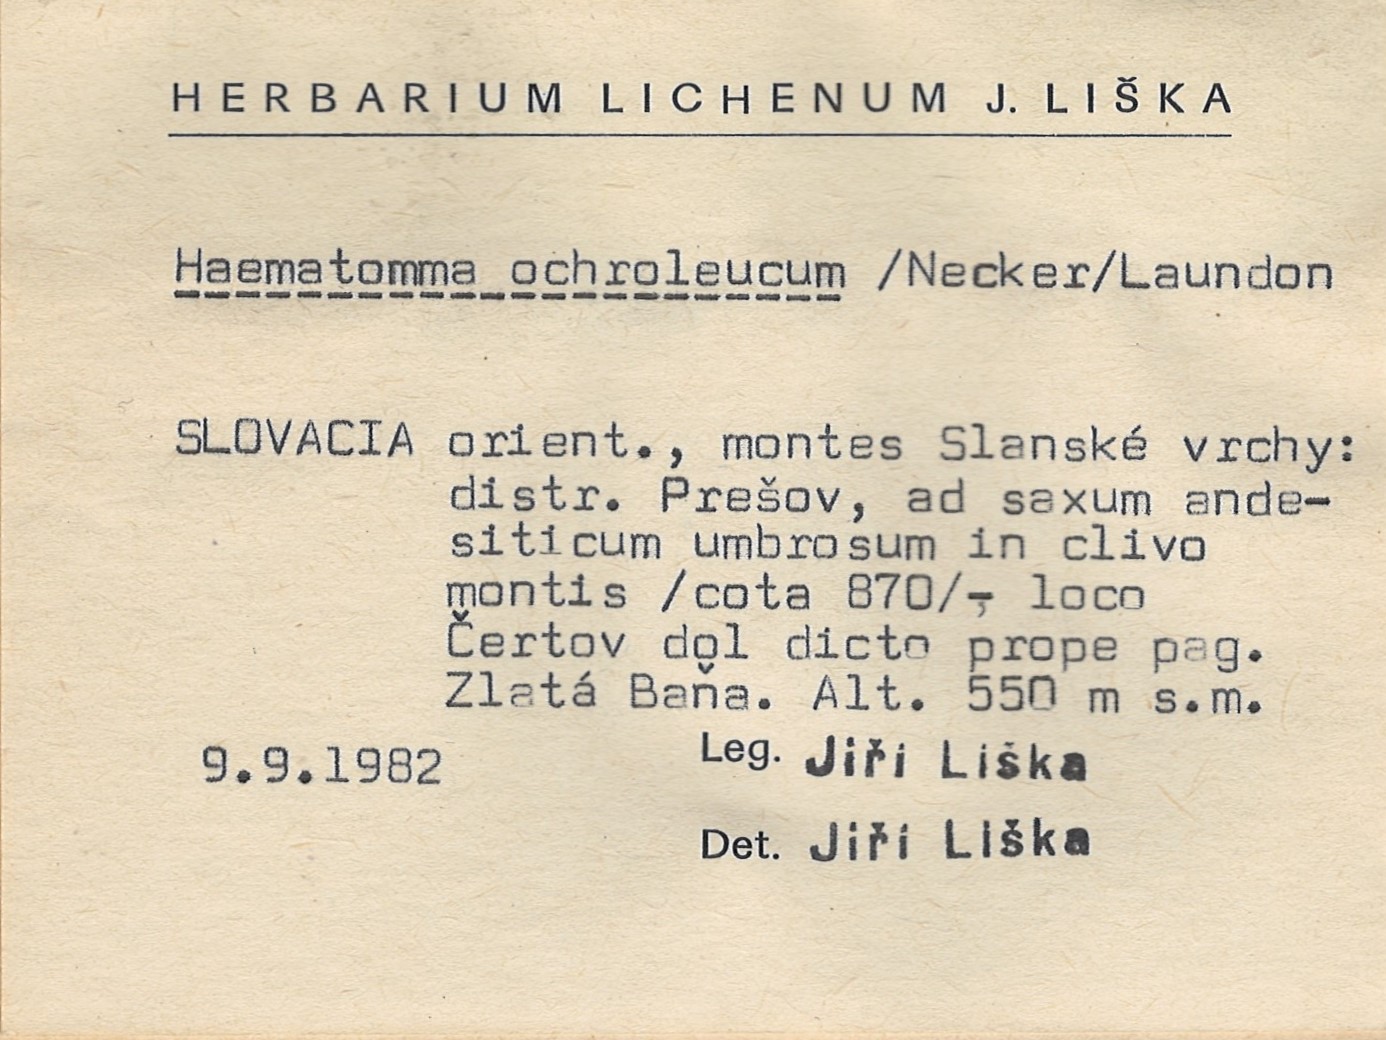 HERBARIUM LICHENUM J. LIŠKA
Haematomma ochroleucum /Necker/Laundon
SLOVACIA orient., montes Slanské vrchy:
distr. Prešov, ad saxum ande-
siticum umbrosum in clivo
montis /cota 870/-, loco
Čertov dol dicto prope pag.
Zlatá Baňa. Alt. 550 m s.m.
9.9.1982 Leg. Jiří Liška
Det. Jiří Liška